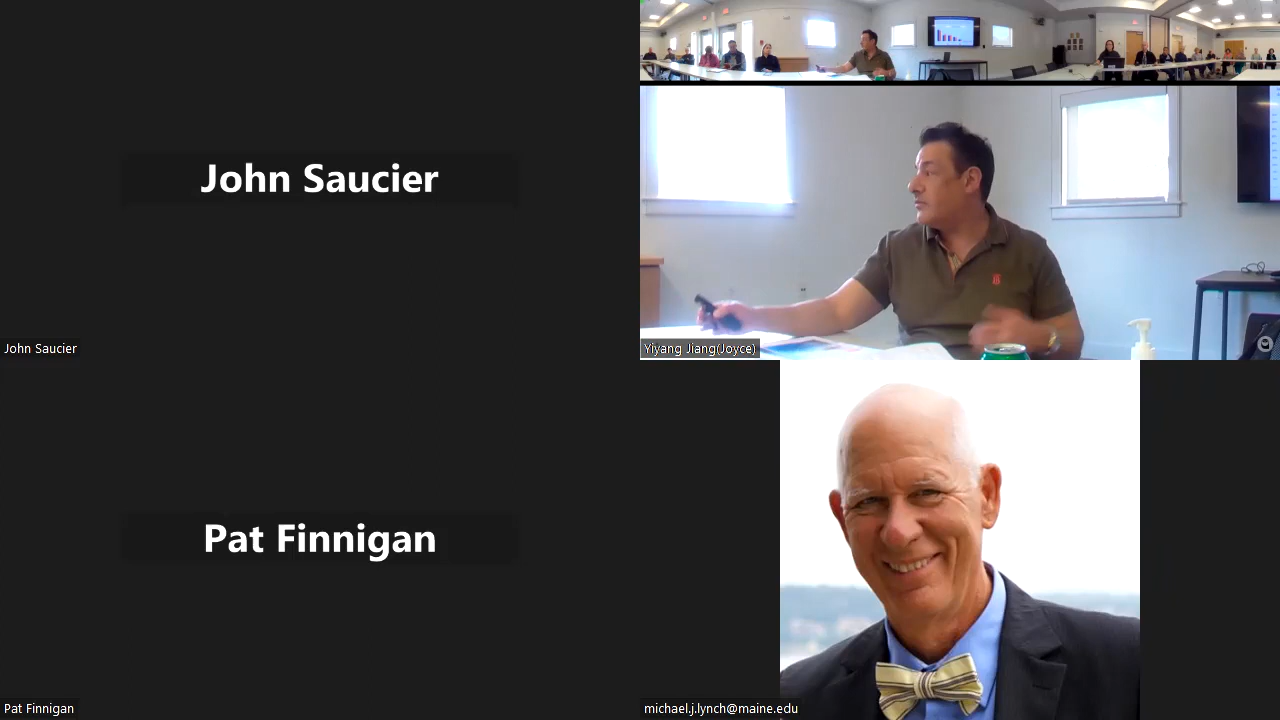 John Saucier
John Saucier
Yiyang Jiang(Joyce)
Pat Finnigan
Pat Finnigan
michael.j.lynch@maine.edu